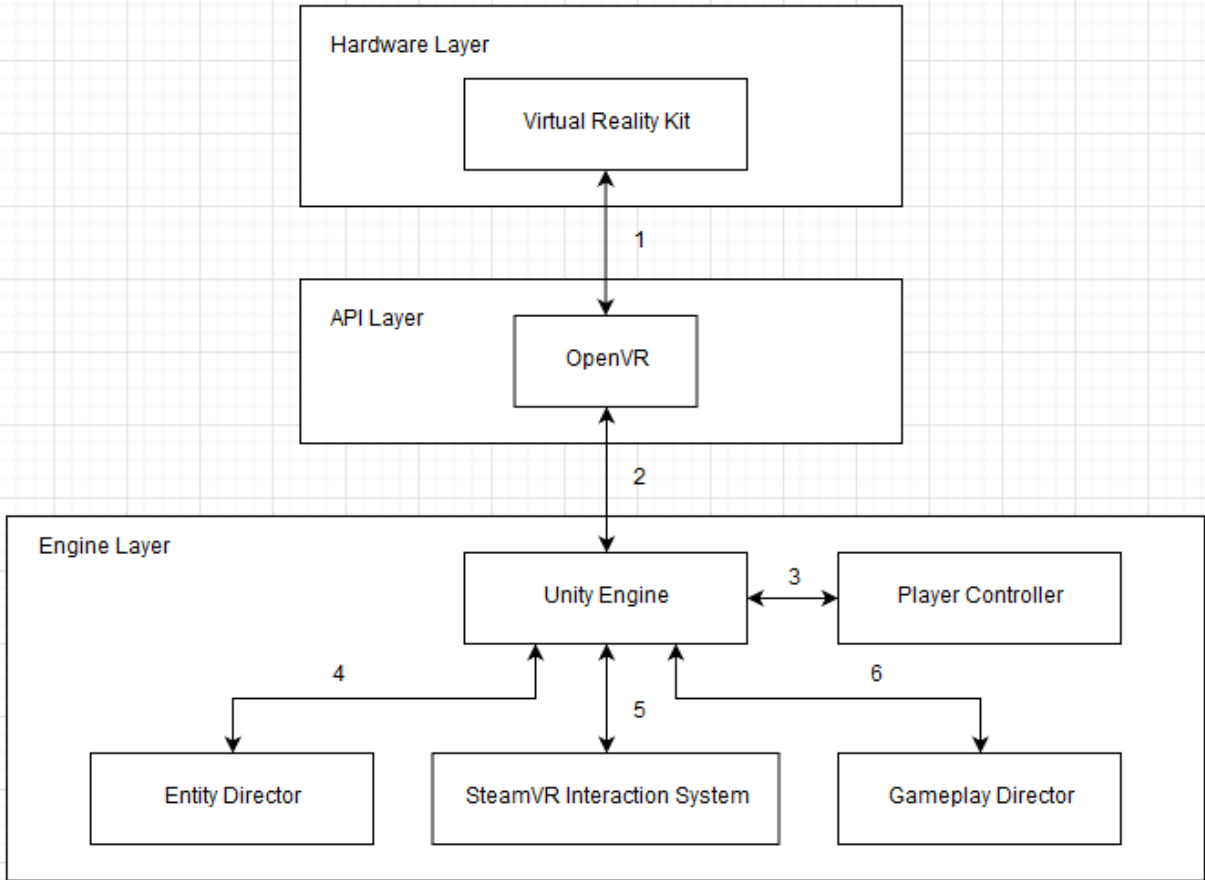 Hardware Layer
Virtual Reality Kit
1
API Layer
OpenVR
2
Engine Layer
Unity Engine
3
Player Controller
4
5
6
Entity Director
SteamVR Interaction System
Gameplay Director